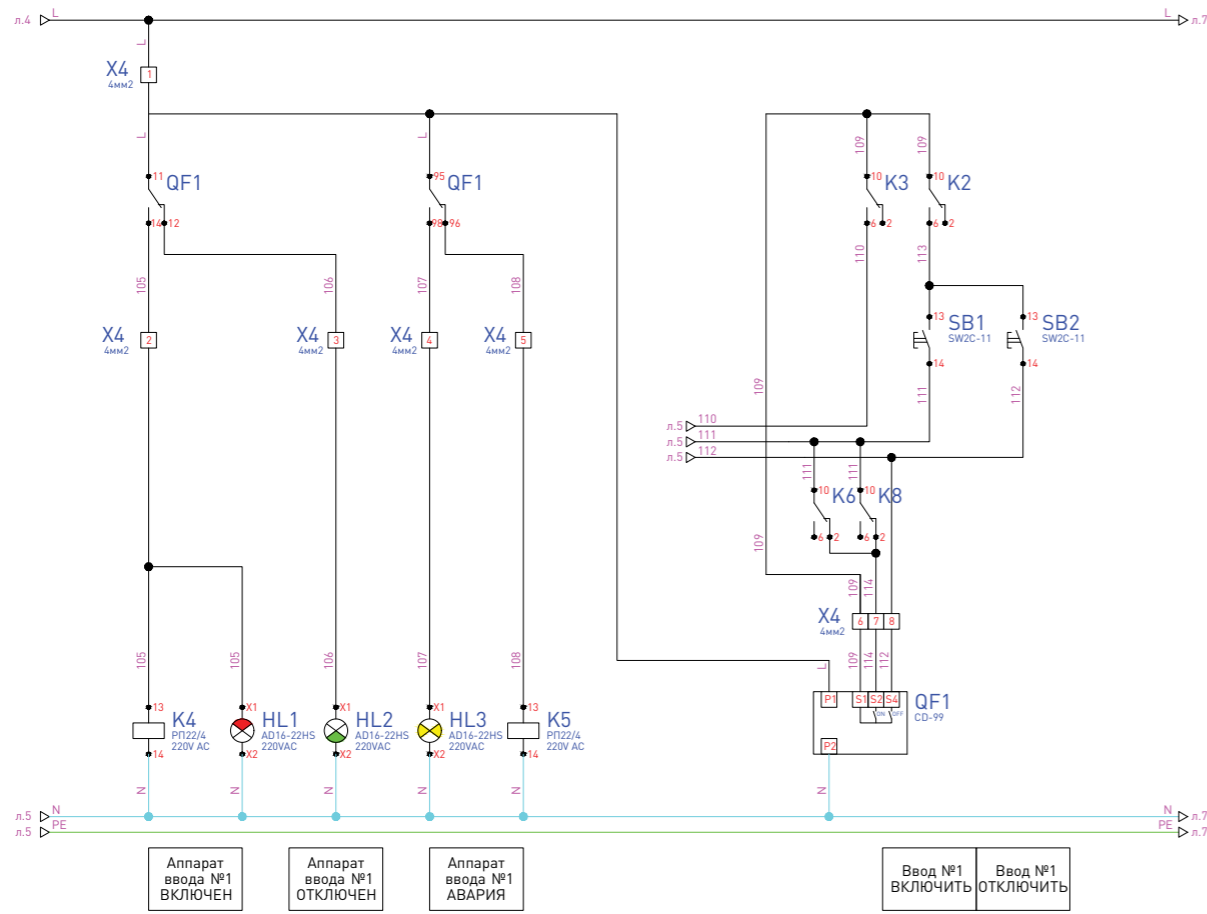 л.4 L L л.7
L
X4 1
4мм2
L L 109 109
11 QF1 95 QF1 10 K3 10 K2
14 12 98 96 6 2 6 2
105 106 107 108 110 113
13 SB1 13 SB2
SW2C-11 SW2C-11
X4 2 X4 3 X4 4 X4 5
4мм2 4мм2 4мм2 4мм2
14 14
109 111 112
л.5 110
л.5 111
л.5 112
111 111
10 K6 10 K8
6 2 6 2
109
109 114
X4 6 7 8
4мм2
105 105 106 107 108 L 109 114 112
P1 S1 S2 S4 QF1
ON OFF CD-99
P2
13 K4 X1 HL1 X1 HL2 X1 HL3 13 K5
РП22/4 AD16-22HS AD16-22HS AD16-22HS РП22/4
220V AC 220VAC 220VAC 220VAC 220V AC
14 X2 X2 X2 14
N N N N N N
л.5 N N л.7
л.5 PE PE л.7
Аппарат
ввода №1
ВКЛЮЧЕН
Аппарат
ввода №1
ОТКЛЮЧЕН
Аппарат
ввода №1
АВАРИЯ
Ввод №1
ВКЛЮЧИТЬ
Ввод №1
ОТКЛЮЧИТЬ